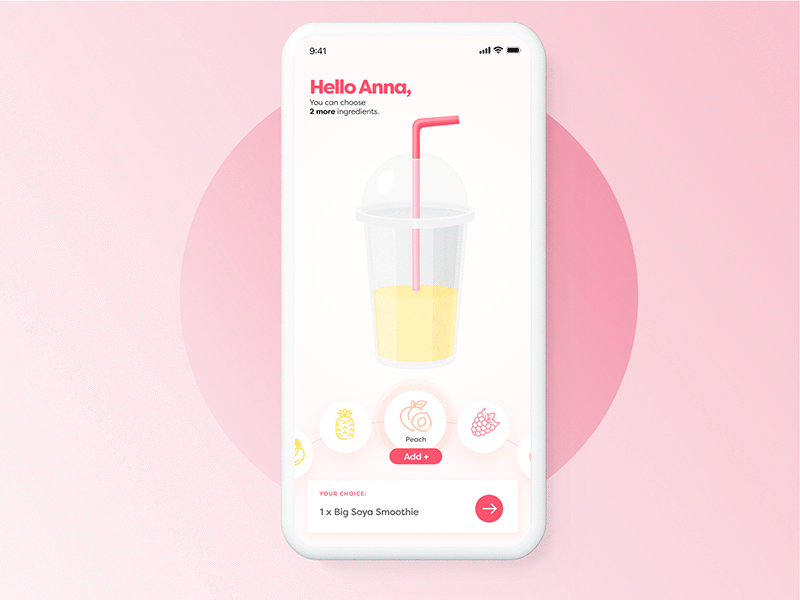 9:41
Hello Anna,
You can choose
2 more ingredients.
Peach
Add +
YOUR CHOICE:
1 x Big Soya Smoothie